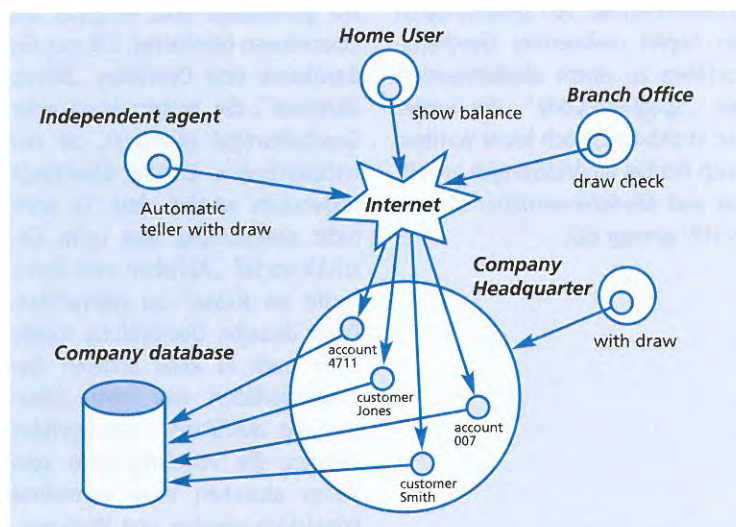 Home User
show balance
Independent agent
Automatic
teller with draw
Branch Office
draw check
Internet
Company
Headquarter
with draw
Company database
account
4711
customer
Jones
account
007
customer
Smith